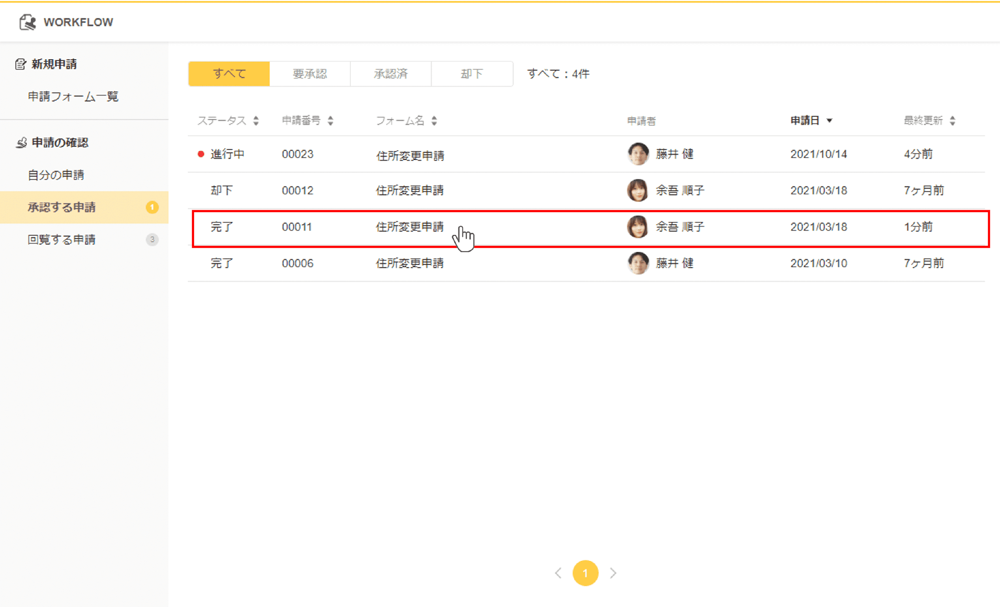 WORKFLOW
新規申請
申請フォーム一覧
申請の確認
自分の申請
承認する申請 1
回覧する申請 3
すべて 要承認 承認済 却下 すべて：4件
ステータス 申請番号 フォーム名 申請者 申請日 最終更新
進行中 00023 住所変更申請 藤井 健 2021/10/14 4分前
却下 00012 住所変更申請 余吾 順子 2021/03/18 7ヶ月前
完了 00011 住所変更申請 余吾 順子 2021/03/18 1分前
完了 00006 住所変更申請 藤井 健 2021/03/10 7ヶ月前
1